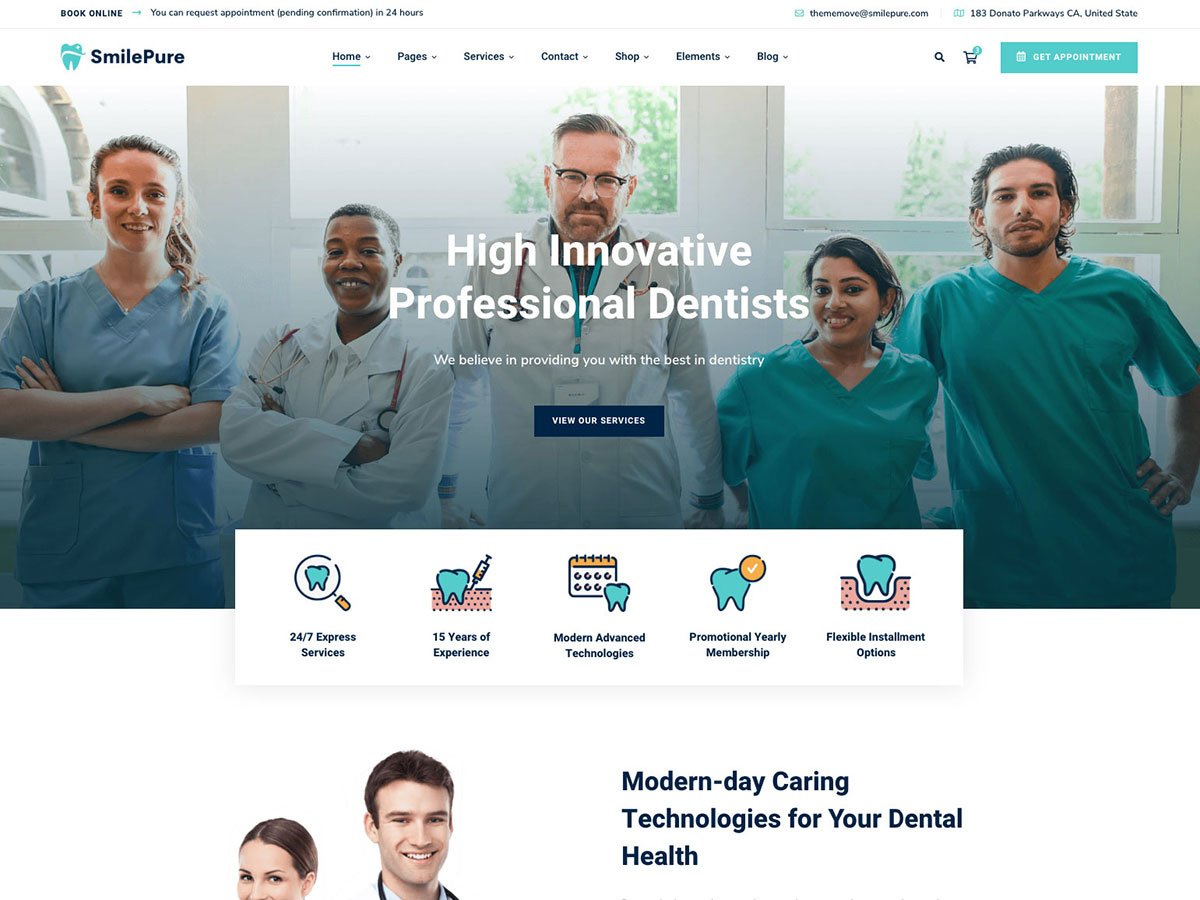 BOOK ONLINE → You can request appointment (pending confirmation) in 24 hours
thememove@smilepure.com
183 Donato Parkways CA, United State
SmilePure
Home
Pages
Services
Contact
Shop
Elements
Blog
3
GET APPOINTMENT
High Innovative
Professional Dentists
We believe in providing you with the best in dentistry
VIEW OUR SERVICES
24/7 Express
Services
15 Years of
Experience
Modern Advanced
Technologies
Promotional Yearly
Membership
Flexible Installment
Options
Modern-day Caring
Technologies for Your Dental
Health